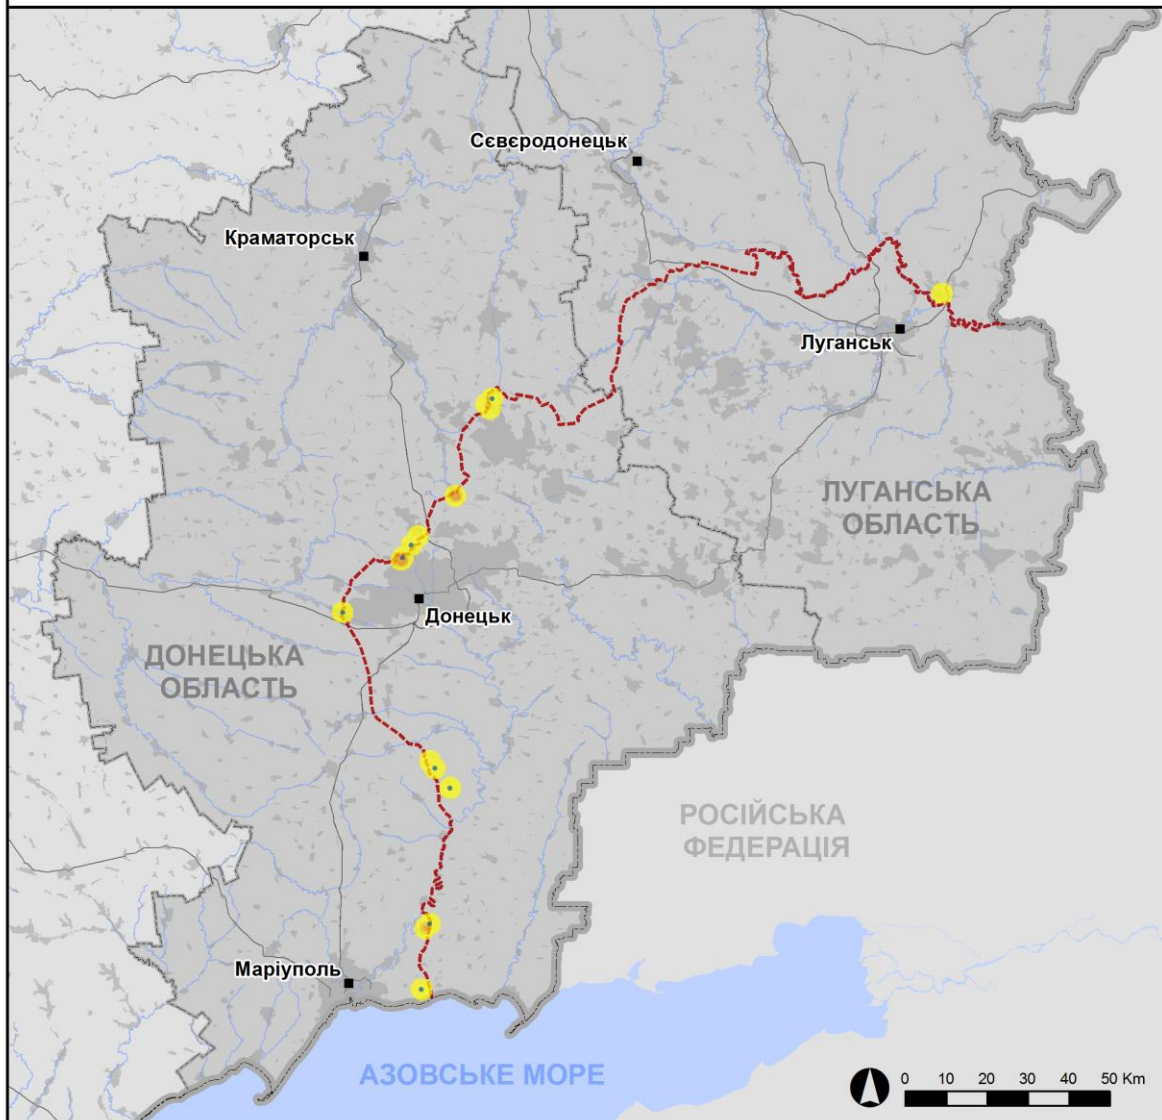 Сєвєродонецьк
Краматорськ
Луганськ
ЛУГАНСЬКА
ОБЛАСТЬ
Донецьк
ДОНЕЦЬКА
ОБЛАСТЬ
РОСІЙСЬКА
ФЕДЕРАЦІЯ
Маріуполь
АЗОВСЬКЕ МОРЕ
0 10 20 30 40 50 Km